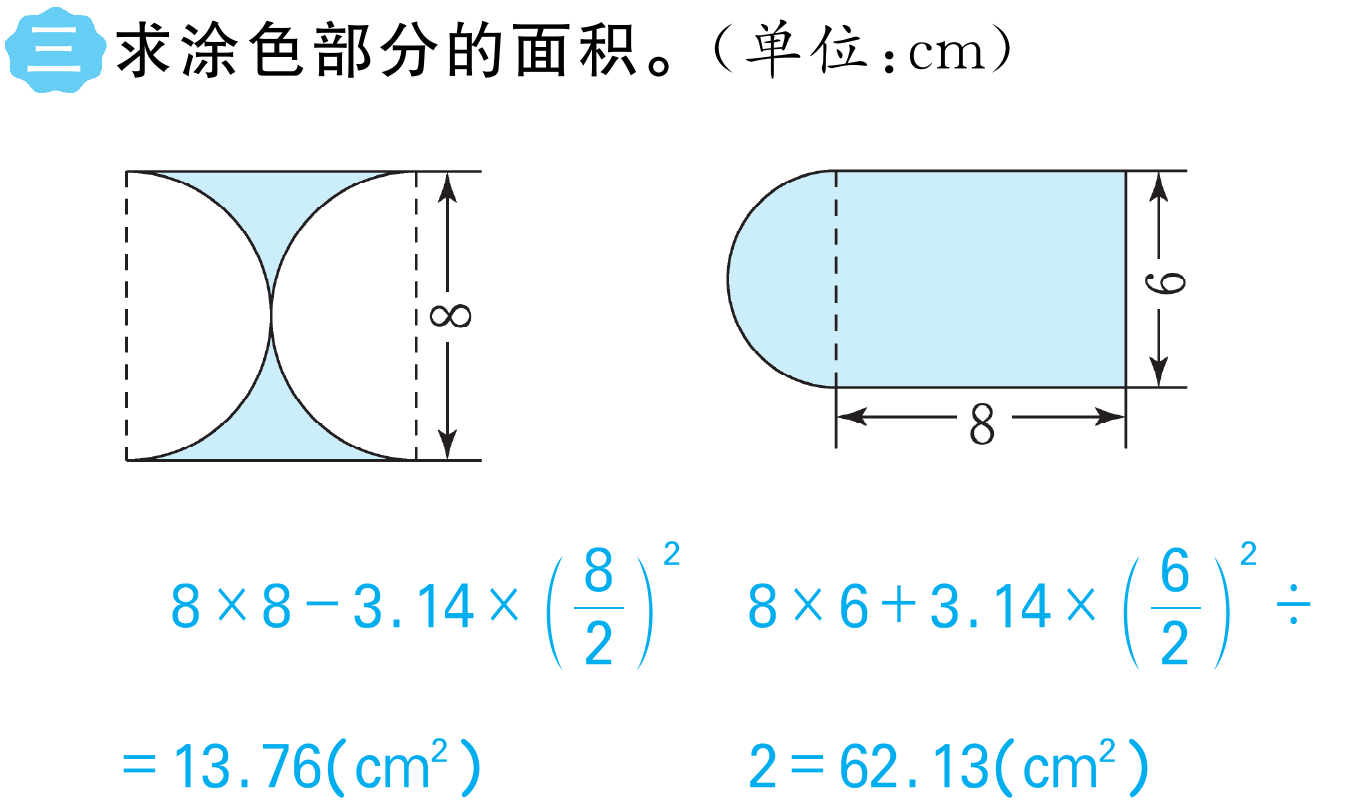 三 求涂色部分的面积。(单位:cm)
8
6
8
8×8-3.14×(8/2)²
=13.76(cm²)
8×6+3.14×(6/2)²÷
2=62.13(cm²)